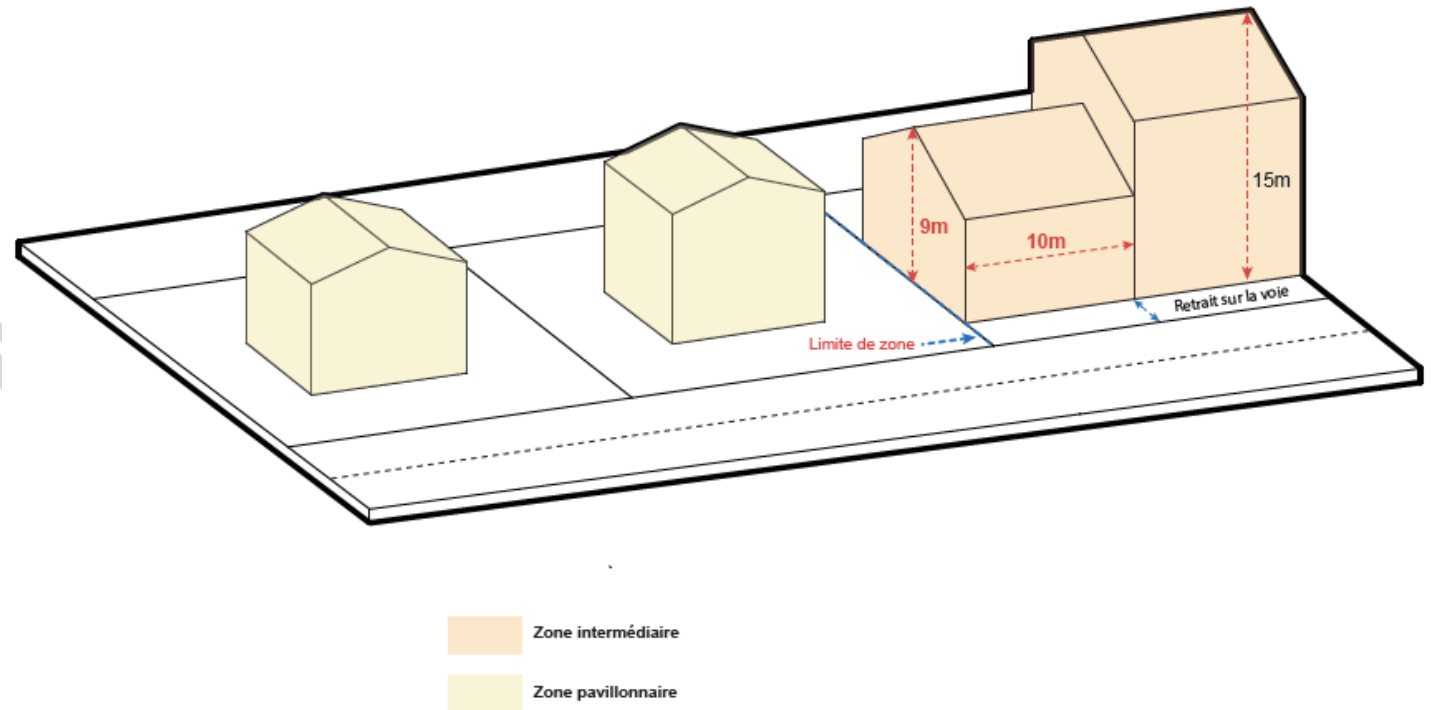 15m
9m
10m
Retrait sur la voie
Limite de zone
Zone intermédiaire
Zone pavillonnaire